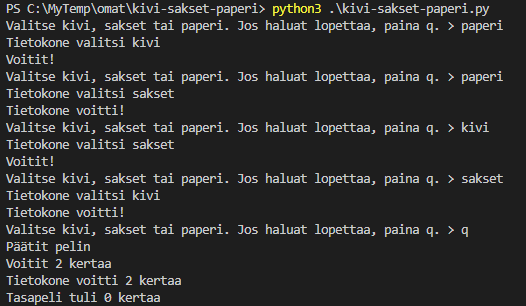 PS C:\MyTemp\omat\kivi-sakset-paperi> python3 .\kivi-sakset-paperi.py
Valitse kivi, sakset tai paperi. Jos haluat lopettaa, paina q. > paperi
Tietokone valitsi kivi
Voitit!
Valitse kivi, sakset tai paperi. Jos haluat lopettaa, paina q. > paperi
Tietokone valitsi sakset
Tietokone voitti!
Valitse kivi, sakset tai paperi. Jos haluat lopettaa, paina q. > kivi
Tietokone valitsi sakset
Voitit!
Valitse kivi, sakset tai paperi. Jos haluat lopettaa, paina q. > sakset
Tietokone valitsi kivi
Tietokone voitti!
Valitse kivi, sakset tai paperi. Jos haluat lopettaa, paina q. > q
Päätit pelin
Voitit 2 kertaa
Tietokone voitti 2 kertaa
Tasapeli tuli 0 kertaa